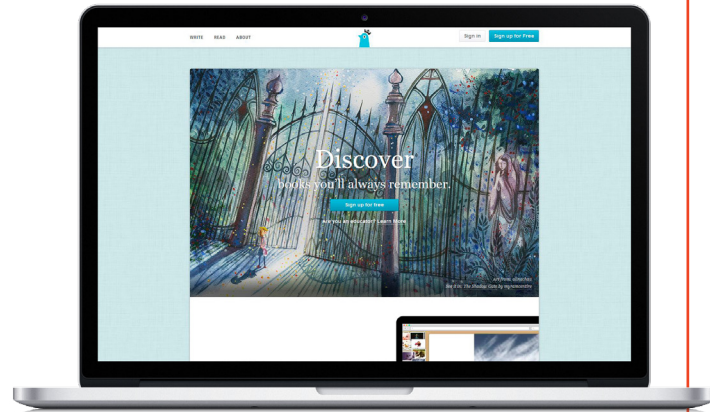 WRITE READ ABOUT Sign in Sign up for Free
Discover
books you'll always remember.
Sign up for free
Are you an educator? Learn More